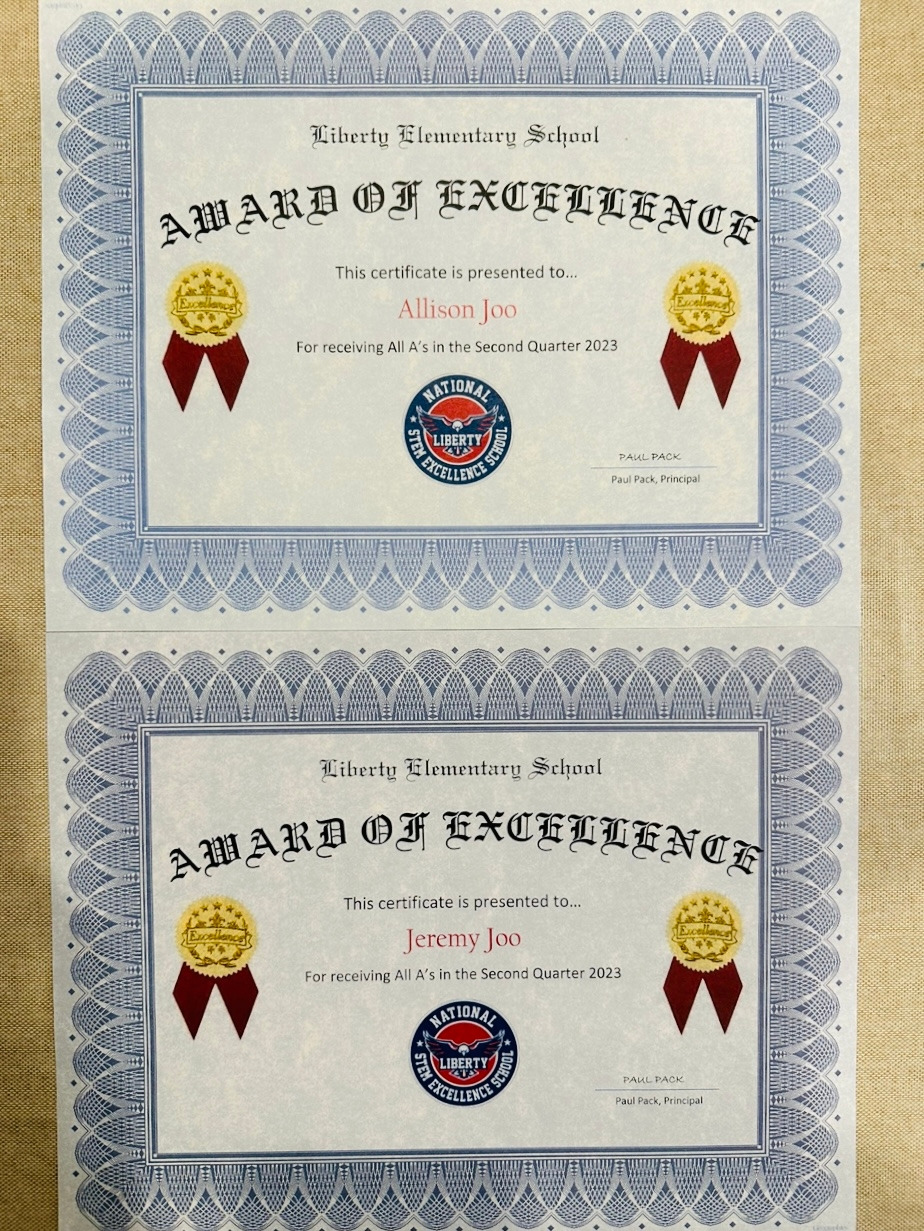 Liberty Elementary School
AWARD OF EXCELLENCE
This certificate is presented to...
Allison Joo
Excellence
Excellence
For receiving All A's in the Second Quarter 2023
NATIONAL
LIBERTY
STEM EXCELLENCE SCHOOL
PAUL PACK
Paul Pack, Principal
Liberty Elementary School
AWARD OF EXCELLENCE
This certificate is presented to...
Jeremy Joo
Excellence
Excellence
For receiving All A's in the Second Quarter 2023
NATIONAL
LIBERTY
STEM EXCELLENCE SCHOOL
PAUL PACK
Paul Pack, Principal